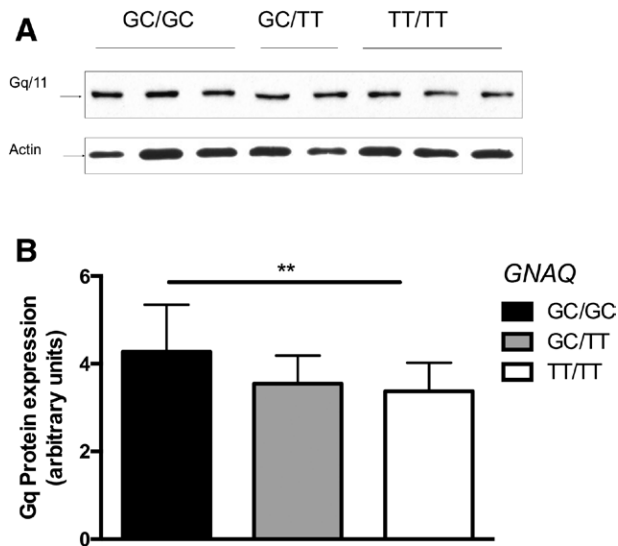 A
GC/GC GC/TT TT/TT
Gq/11
Actin
B
**
Gq Protein expression
(arbitrary units)
6
4
2
0
GNAQ
GC/GC
GC/TT
TT/TT